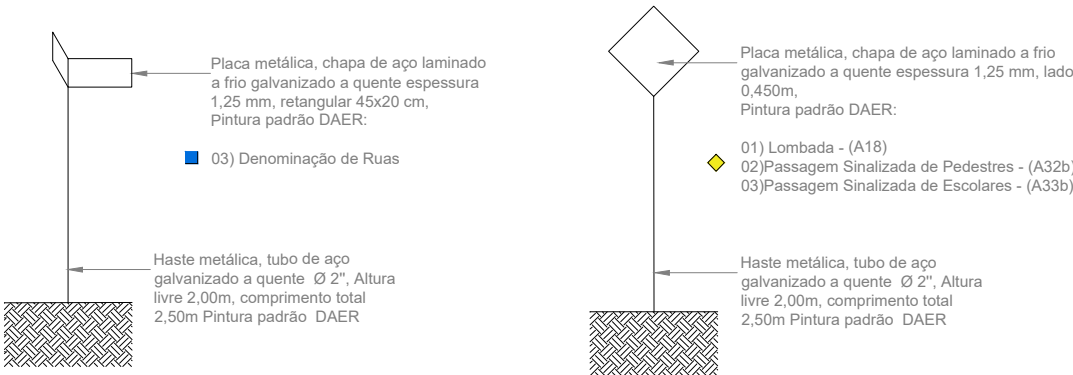 Placa metálica, chapa de aço laminado
a frio galvanizado a quente espessura
1,25 mm, retangular 45x20 cm,
Pintura padrão DAER:
03) Denominação de Ruas
Haste metálica, tubo de aço
galvanizado a quente Ø 2", Altura
livre 2,00m, comprimento total
2,50m Pintura padrão DAER
Placa metálica, chapa de aço laminado a frio
galvanizado a quente espessura 1,25 mm, lado
0,450m,
Pintura padrão DAER:
01) Lombada - (A18)
02)Passagem Sinalizada de Pedestres - (A32b)
03)Passagem Sinalizada de Escolares - (A33b)
Haste metálica, tubo de aço
galvanizado a quente Ø 2", Altura
livre 2,00m, comprimento total
2,50m Pintura padrão DAER